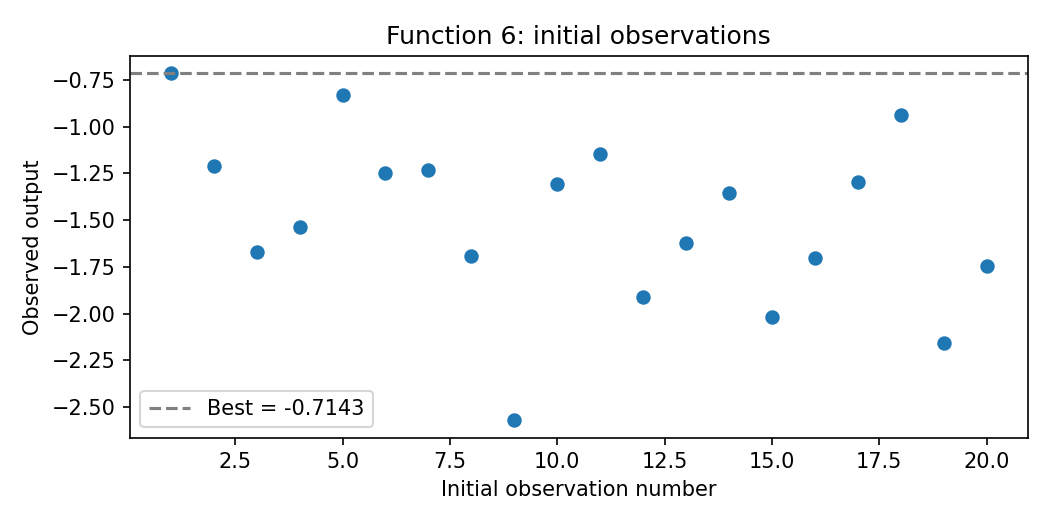 Function 6: initial observations
Observed output
−0.75
−1.00
−1.25
−1.50
−1.75
−2.00
−2.25
−2.50
Best = -0.7143
2.5 5.0 7.5 10.0 12.5 15.0 17.5 20.0
Initial observation number